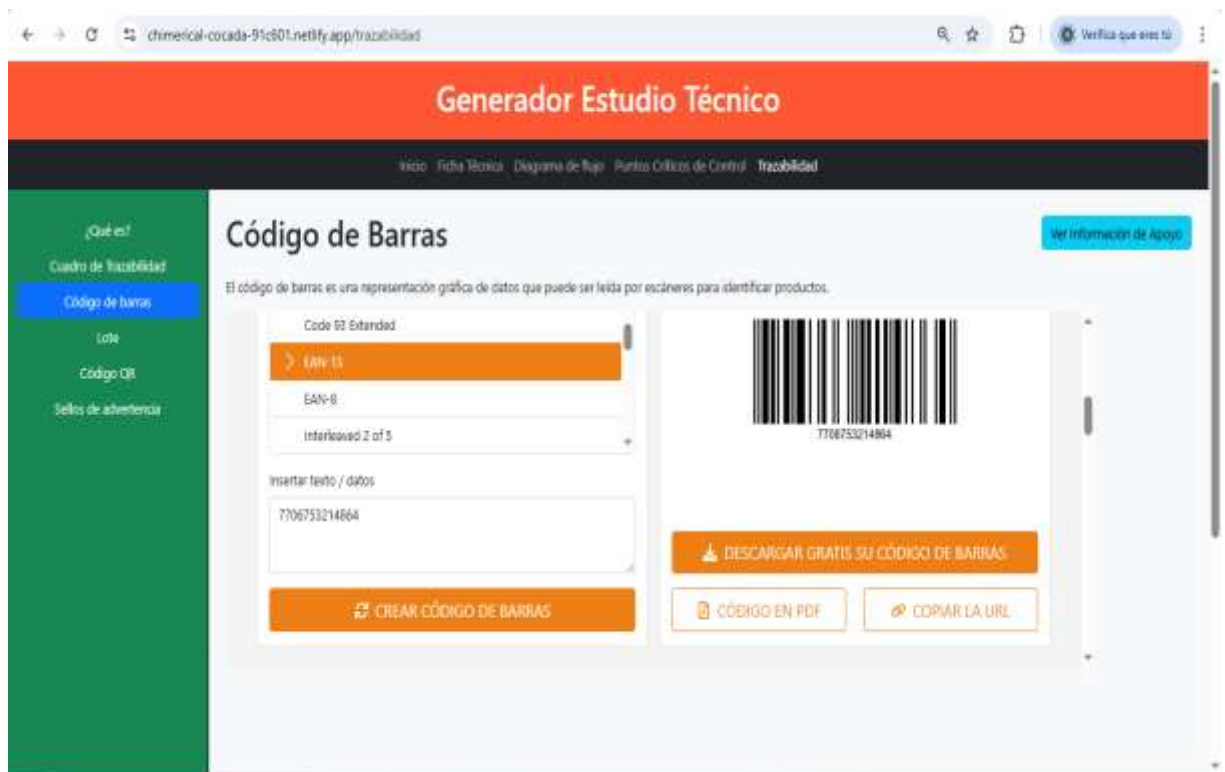 chimerical-cocada-91c601.netlify.app/trazabilidad
Verifica que eres tú
Generador Estudio Técnico
Inicio Ficha Técnica Diagrama de flujo Puntos Críticos de Control Trazabilidad
¿Qué es?
Cuadro de Trazabilidad
Código de barras
Lote
Código QR
Sellos de advertencia
Código de Barras
Ver Información de Apoyo
El código de barras es una representación gráfica de datos que puede ser leída por escáneres para identificar productos.
Code 93 Extended
EAN-13
EAN-8
Interleaved 2 of 5
Insertar texto / datos
7706753214864
CREAR CÓDIGO DE BARRAS
7706753214864
DESCARGAR GRATIS SU CÓDIGO DE BARRAS
CÓDIGO EN PDF
COPIAR LA URL